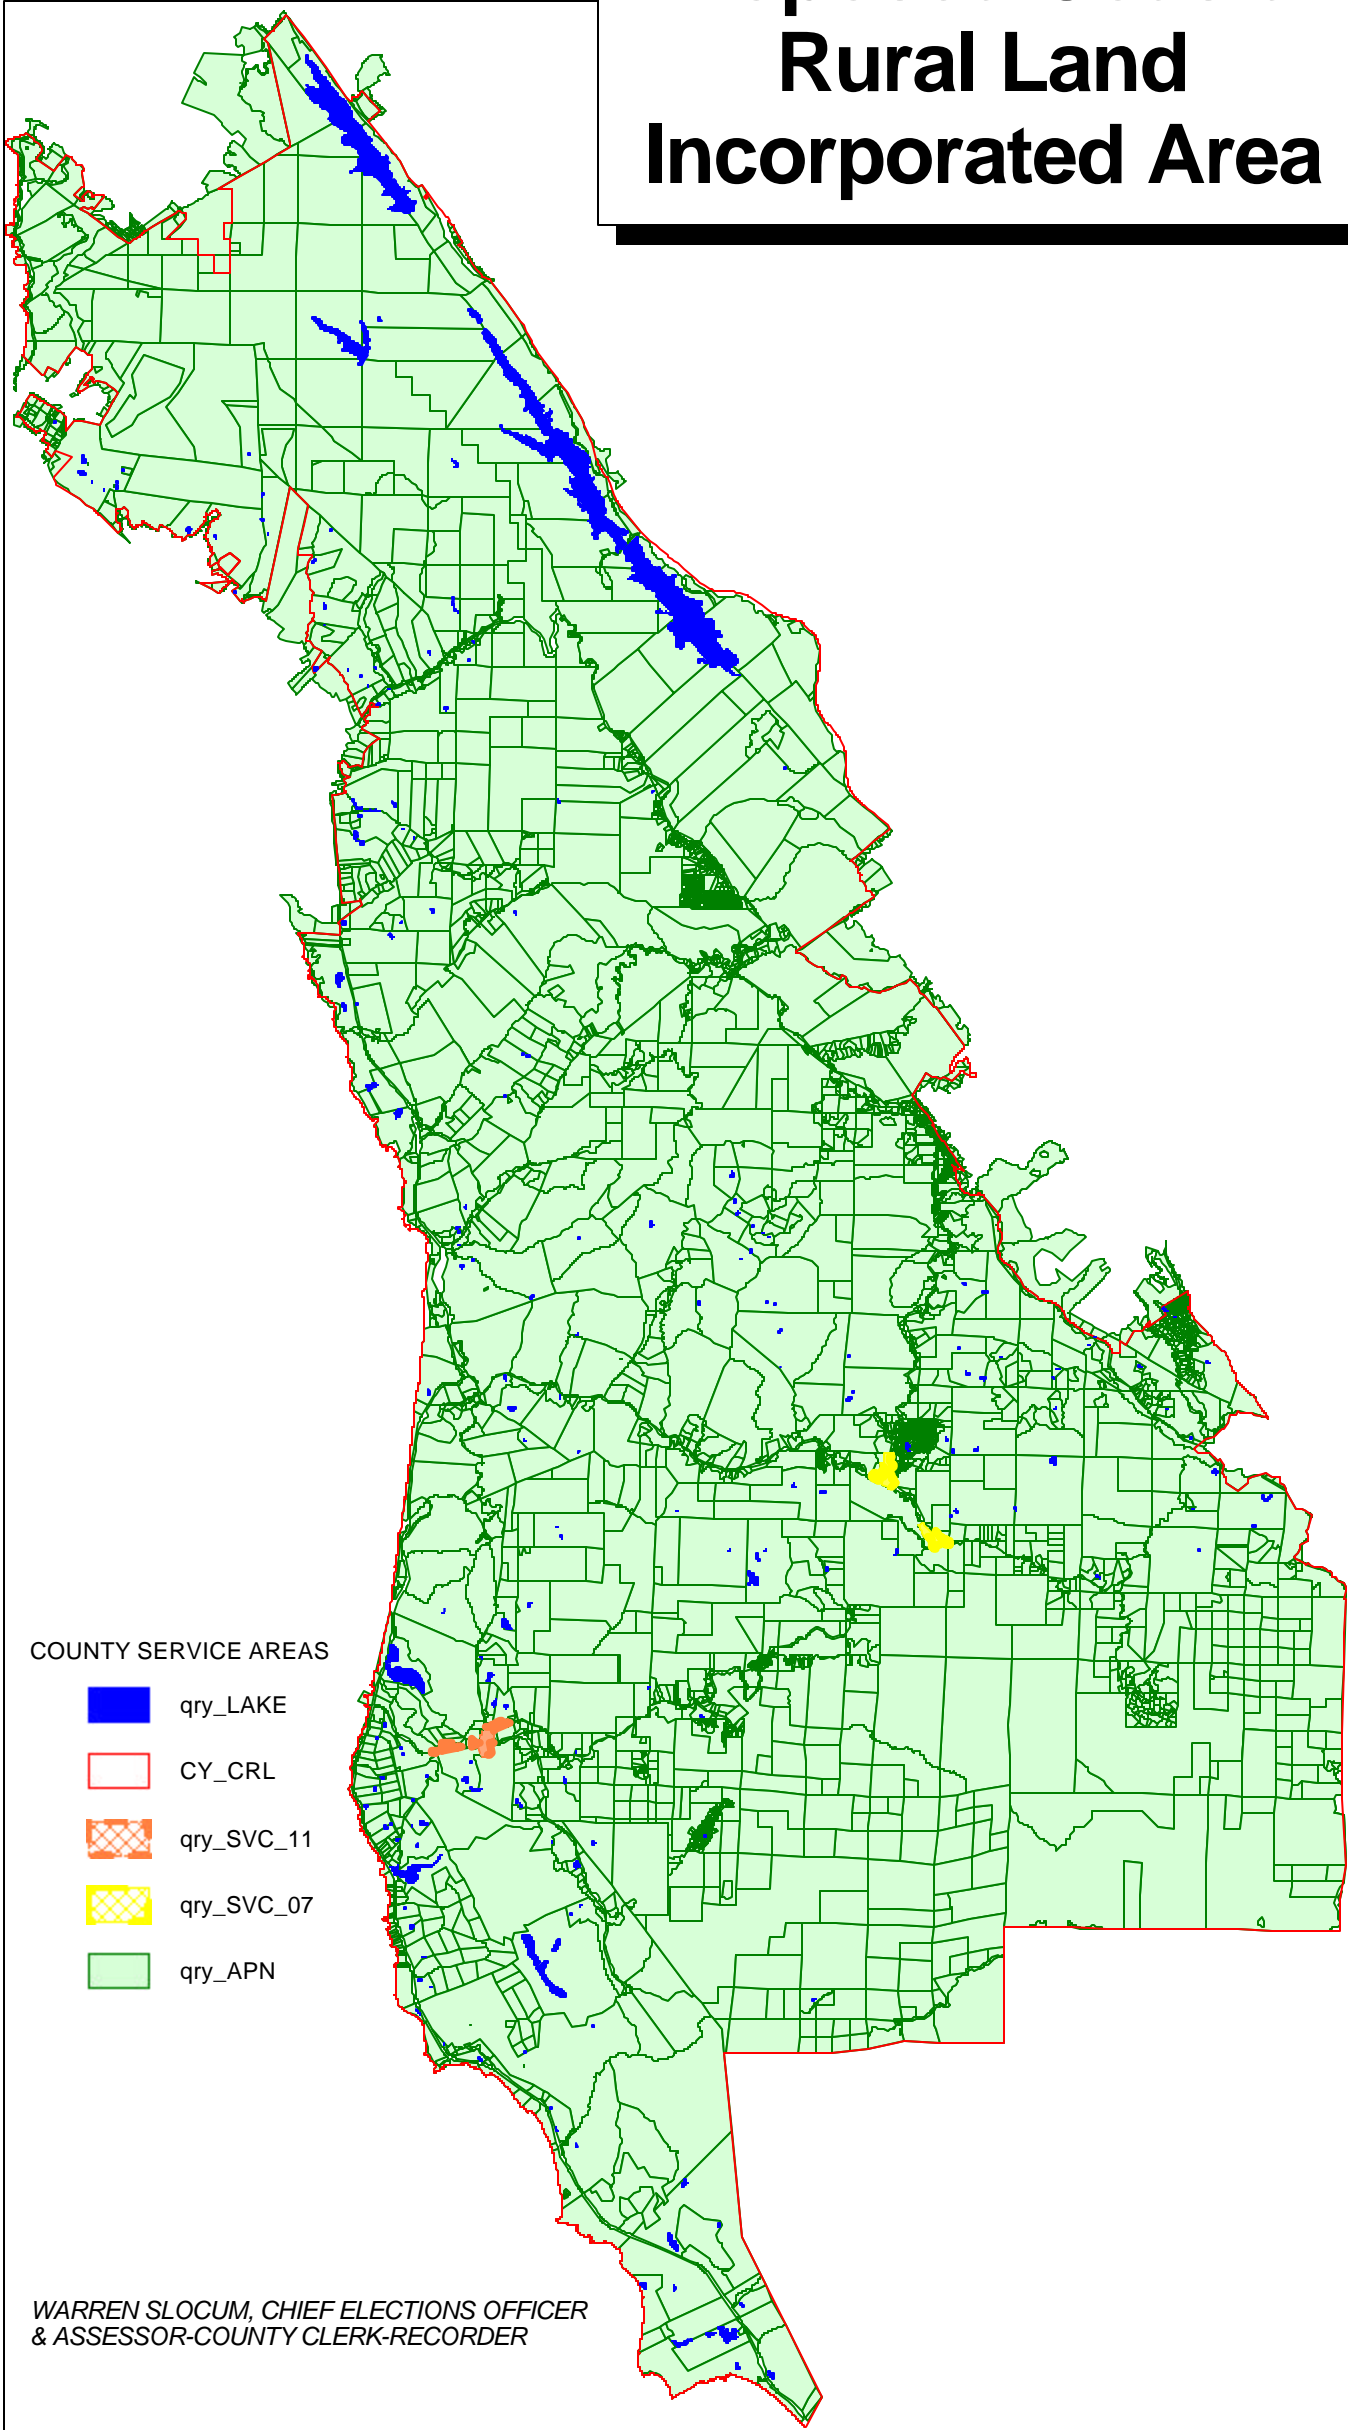 Rural Land
Incorporated Area
COUNTY SERVICE AREAS
qry_LAKE
CY_CRL
qry_SVC_11
qry_SVC_07
qry_APN
WARREN SLOCUM, CHIEF ELECTIONS OFFICER
& ASSESSOR-COUNTY CLERK-RECORDER